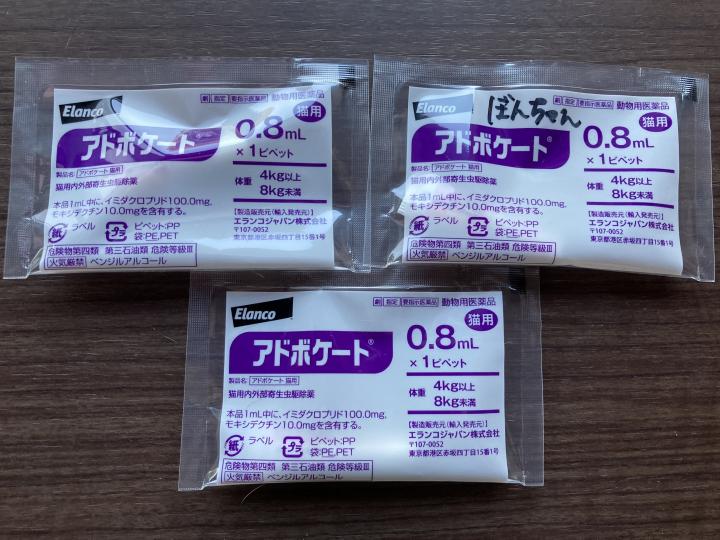 Elanco
劇 指定 要指示医薬品 動物用医薬品
アドボケート
猫用
0.8mL
×1ピペット
製品名: アドボケート 猫用
猫用内外部寄生虫駆除薬
体重 4kg以上
8kg未満
本品1mL中に、イミダクロプリド100.0mg、
モキシデクチン10.0mgを含有する。
紙 ラベル
プラ ピペット:PP
袋:PE,PET
【製造販売元(輸入発売元)】
エランコジャパン株式会社
〒107-0052
東京都港区赤坂四丁目15番1号
危険物第四類 第三石油類 危険等級Ⅲ
火気厳禁 ベンジルアルコール
Elanco
ぼんちゃん
劇 指定 要指示医薬品 動物用医薬品
アドボケート®
猫用
0.8mL
×1ピペット
製品名: アドボケート 猫用
猫用内外部寄生虫駆除薬
体重 4kg以上
8kg未満
本品1mL中に、イミダクロプリド100.0mg、
モキシデクチン10.0mgを含有する。
紙 ラベル
プラ ピペット:PP
袋:PE,PET
【製造販売元(輸入発売元)】
エランコジャパン株式会社
〒107-0052
東京都港区赤坂四丁目15番1号
危険物第四類 第三石油類 危険等級Ⅲ
火気厳禁 ベンジルアルコール
Elanco
劇 指定 要指示医薬品 動物用医薬品
アドボケート®
猫用
0.8mL
×1ピペット
製品名: アドボケート 猫用
猫用内外部寄生虫駆除薬
体重 4kg以上
8kg未満
本品1mL中に、イミダクロプリド100.0mg、
モキシデクチン10.0mgを含有する。
紙 ラベル
プラ ピペット:PP
袋:PE,PET
【製造販売元(輸入発売元)】
エランコジャパン株式会社
〒107-0052
東京都港区赤坂四丁目15番1号
危険物第四類 第三石油類 危険等級Ⅲ
火気厳禁 ベンジルアルコール